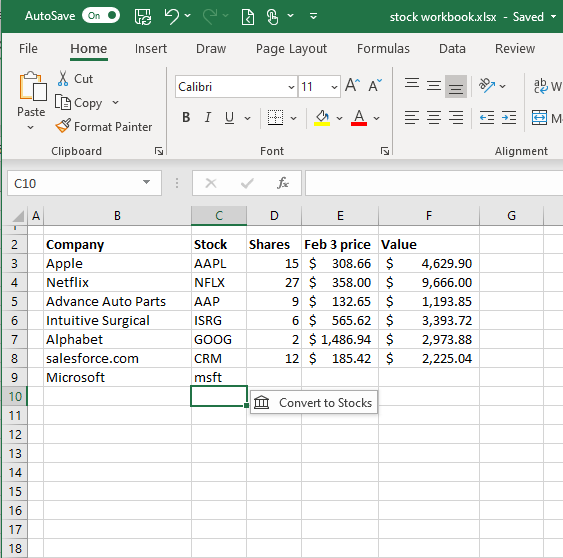 AutoSave On stock workbook.xlsx - Saved
File Home Insert Draw Page Layout Formulas Data Review
Cut
Copy
Format Painter
Paste
Calibri 11 A A
B I U A
ab W
M
Clipboard Font Alignment
C10 fx
A B C D E F G
1
2 Company Stock Shares Feb 3 price Value
3 Apple AAPL 15 $ 308.66 $ 4,629.90
4 Netflix NFLX 27 $ 358.00 $ 9,666.00
5 Advance Auto Parts AAP 9 $ 132.65 $ 1,193.85
6 Intuitive Surgical ISRG 6 $ 565.62 $ 3,393.72
7 Alphabet GOOG 2 $ 1,486.94 $ 2,973.88
8 salesforce.com CRM 12 $ 185.42 $ 2,225.04
9 Microsoft msft
10 Convert to Stocks
11
12
13
14
15
16
17
18